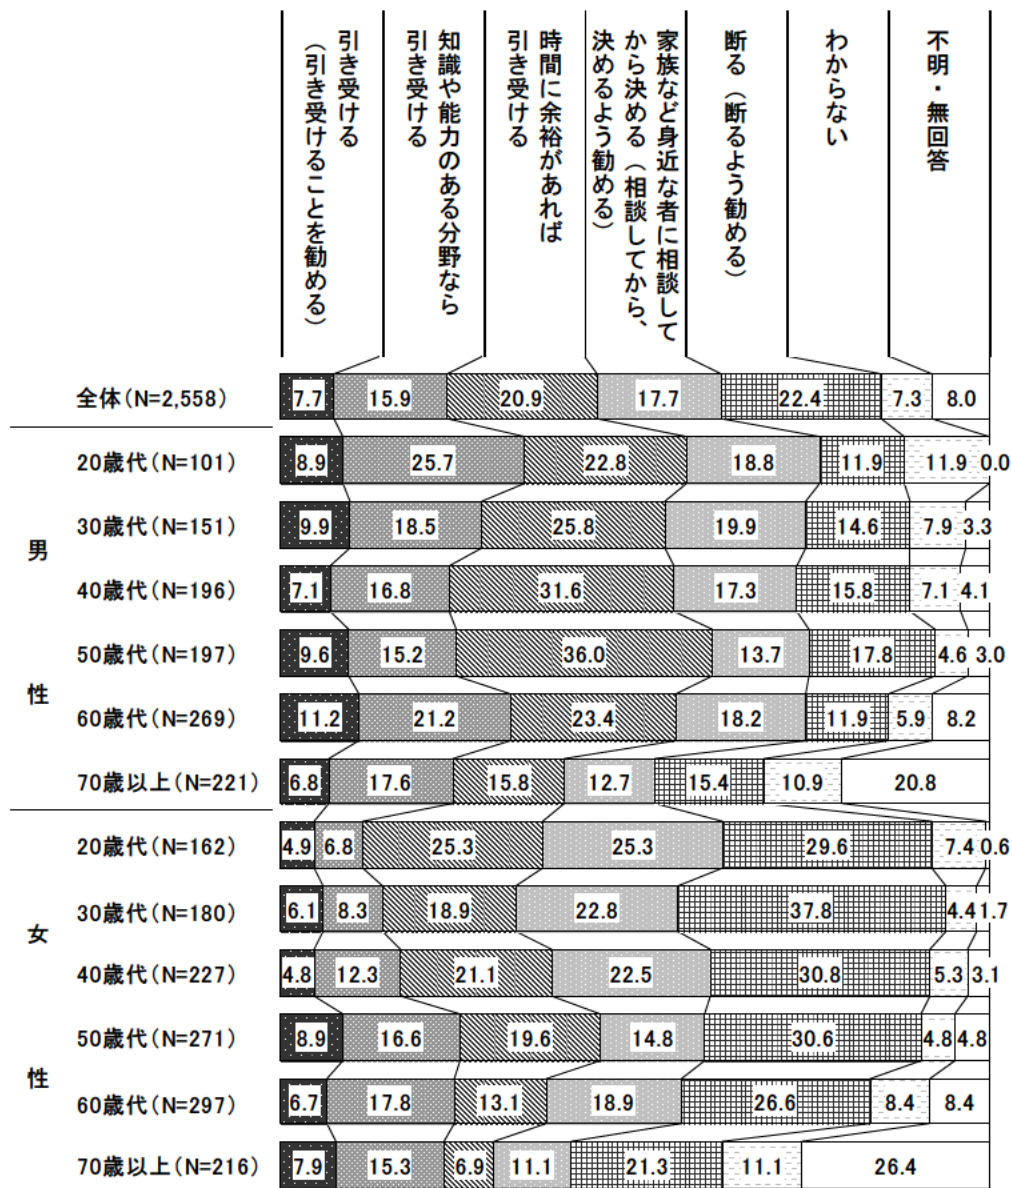 引き受ける
（引き受けることを勧める）
知識や能力のある分野なら
引き受ける
時間に余裕があれば
引き受ける
家族など身近な者に相談して
から決める（相談してから、
決めるよう勧める）
断る（断るよう勧める）
わからない
不明・無回答
全体(N=2,558) 7.7 15.9 20.9 17.7 22.4 7.3 8.0
男性
20歳代(N=101) 8.9 25.7 22.8 18.8 11.9 11.9 0.0
30歳代(N=151) 9.9 18.5 25.8 19.9 14.6 7.9 3.3
40歳代(N=196) 7.1 16.8 31.6 17.3 15.8 7.1 4.1
50歳代(N=197) 9.6 15.2 36.0 13.7 17.8 4.6 3.0
60歳代(N=269) 11.2 21.2 23.4 18.2 11.9 5.9 8.2
70歳以上(N=221) 6.8 17.6 15.8 12.7 15.4 10.9 20.8
女性
20歳代(N=162) 4.9 6.8 25.3 25.3 29.6 7.4 0.6
30歳代(N=180) 6.1 8.3 18.9 22.8 37.8 4.4 1.7
40歳代(N=227) 4.8 12.3 21.1 22.5 30.8 5.3 3.1
50歳代(N=271) 8.9 16.6 19.6 14.8 30.6 4.8 4.8
60歳代(N=297) 6.7 17.8 13.1 18.9 26.6 8.4 8.4
70歳以上(N=216) 7.9 15.3 6.9 11.1 21.3 11.1 26.4